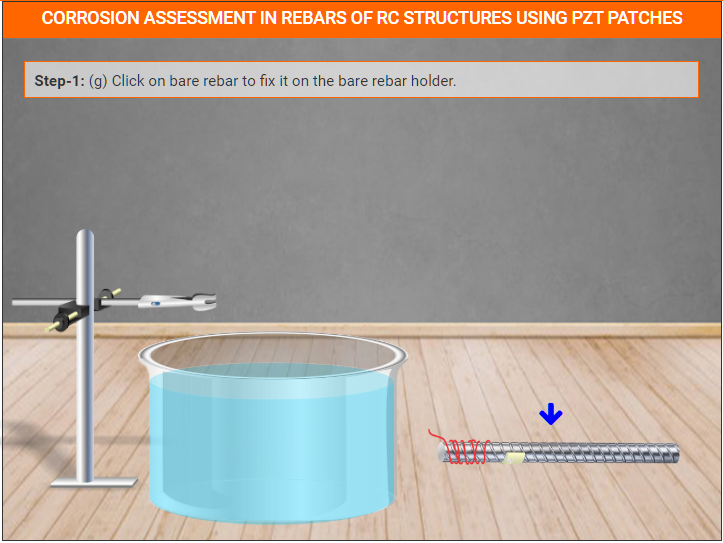 CORROSION ASSESSMENT IN REBARS OF RC STRUCTURES USING PZT PATCHES
Step-1: (g) Click on bare rebar to fix it on the bare rebar holder.